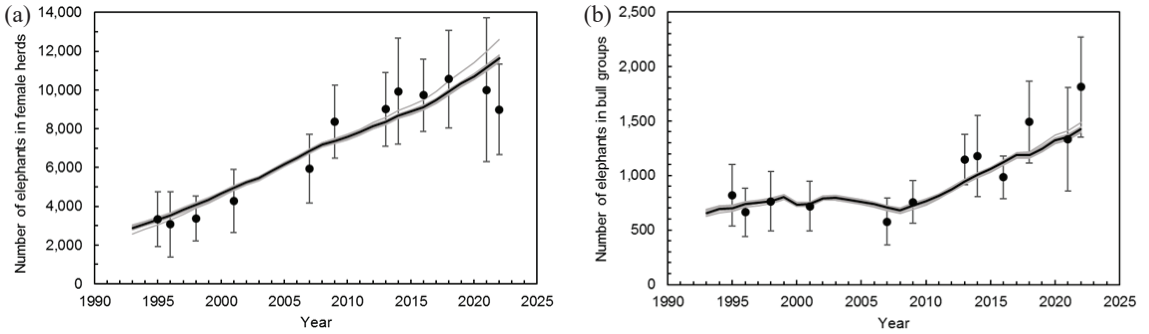 (a)
Number of elephants in female herds
14,000
12,000
10,000
8,000
6,000
4,000
2,000
0
1990 1995 2000 2005 2010 2015 2020 2025
Year
(b)
Number of elephants in bull groups
2,500
2,000
1,500
1,000
500
0
1990 1995 2000 2005 2010 2015 2020 2025
Year